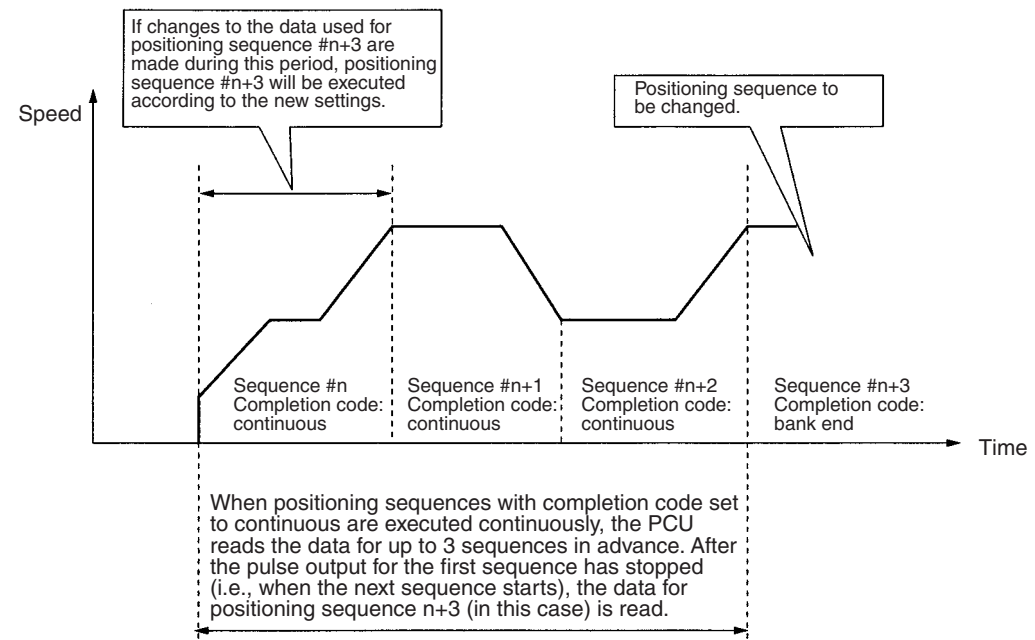 If changes to the data used for
positioning sequence #n+3 are
made during this period, positioning
sequence #n+3 will be executed
according to the new settings.
Positioning sequence to
be changed.
Speed
Sequence #n
Completion code:
continuous
Sequence #n+1
Completion code:
continuous
Sequence #n+2
Completion code:
continuous
Sequence #n+3
Completion code:
bank end
Time
When positioning sequences with completion code set
to continuous are executed continuously, the PCU
reads the data for up to 3 sequences in advance. After
the pulse output for the first sequence has stopped
(i.e., when the next sequence starts), the data for
positioning sequence n+3 (in this case) is read.